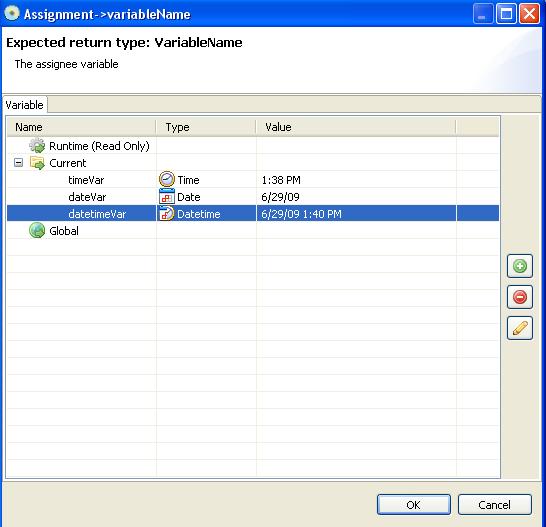 Assignment->variableName
Expected return type: VariableName
The assignee variable
Variable
Name Type Value
Runtime (Read Only)
Current
timeVar Time 1:38 PM
dateVar Date 6/29/09
datetimeVar Datetime 6/29/09 1:40 PM
Global
OK Cancel